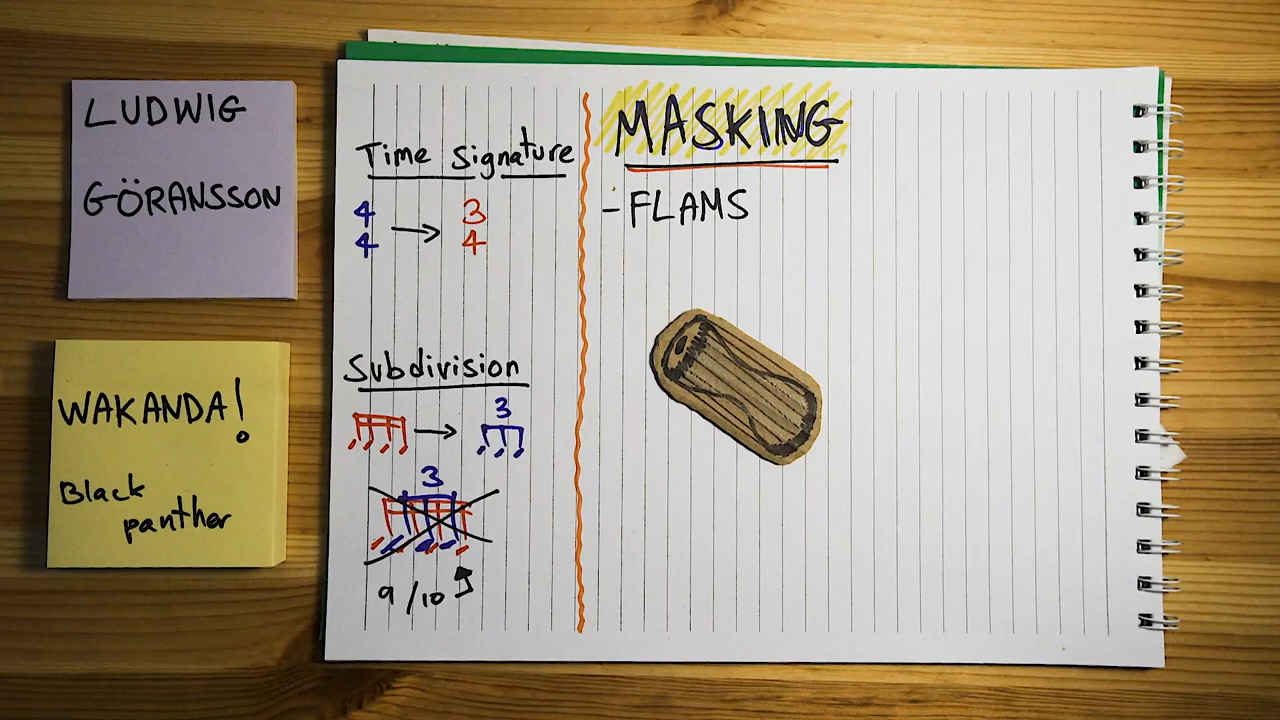 LUDWIG
GÖRANSSON
WAKANDA!
Black
panther
Time Signature
4 → 3
4 4
Subdivision
→ 3
3
9/10
MASKING
- FLAMS